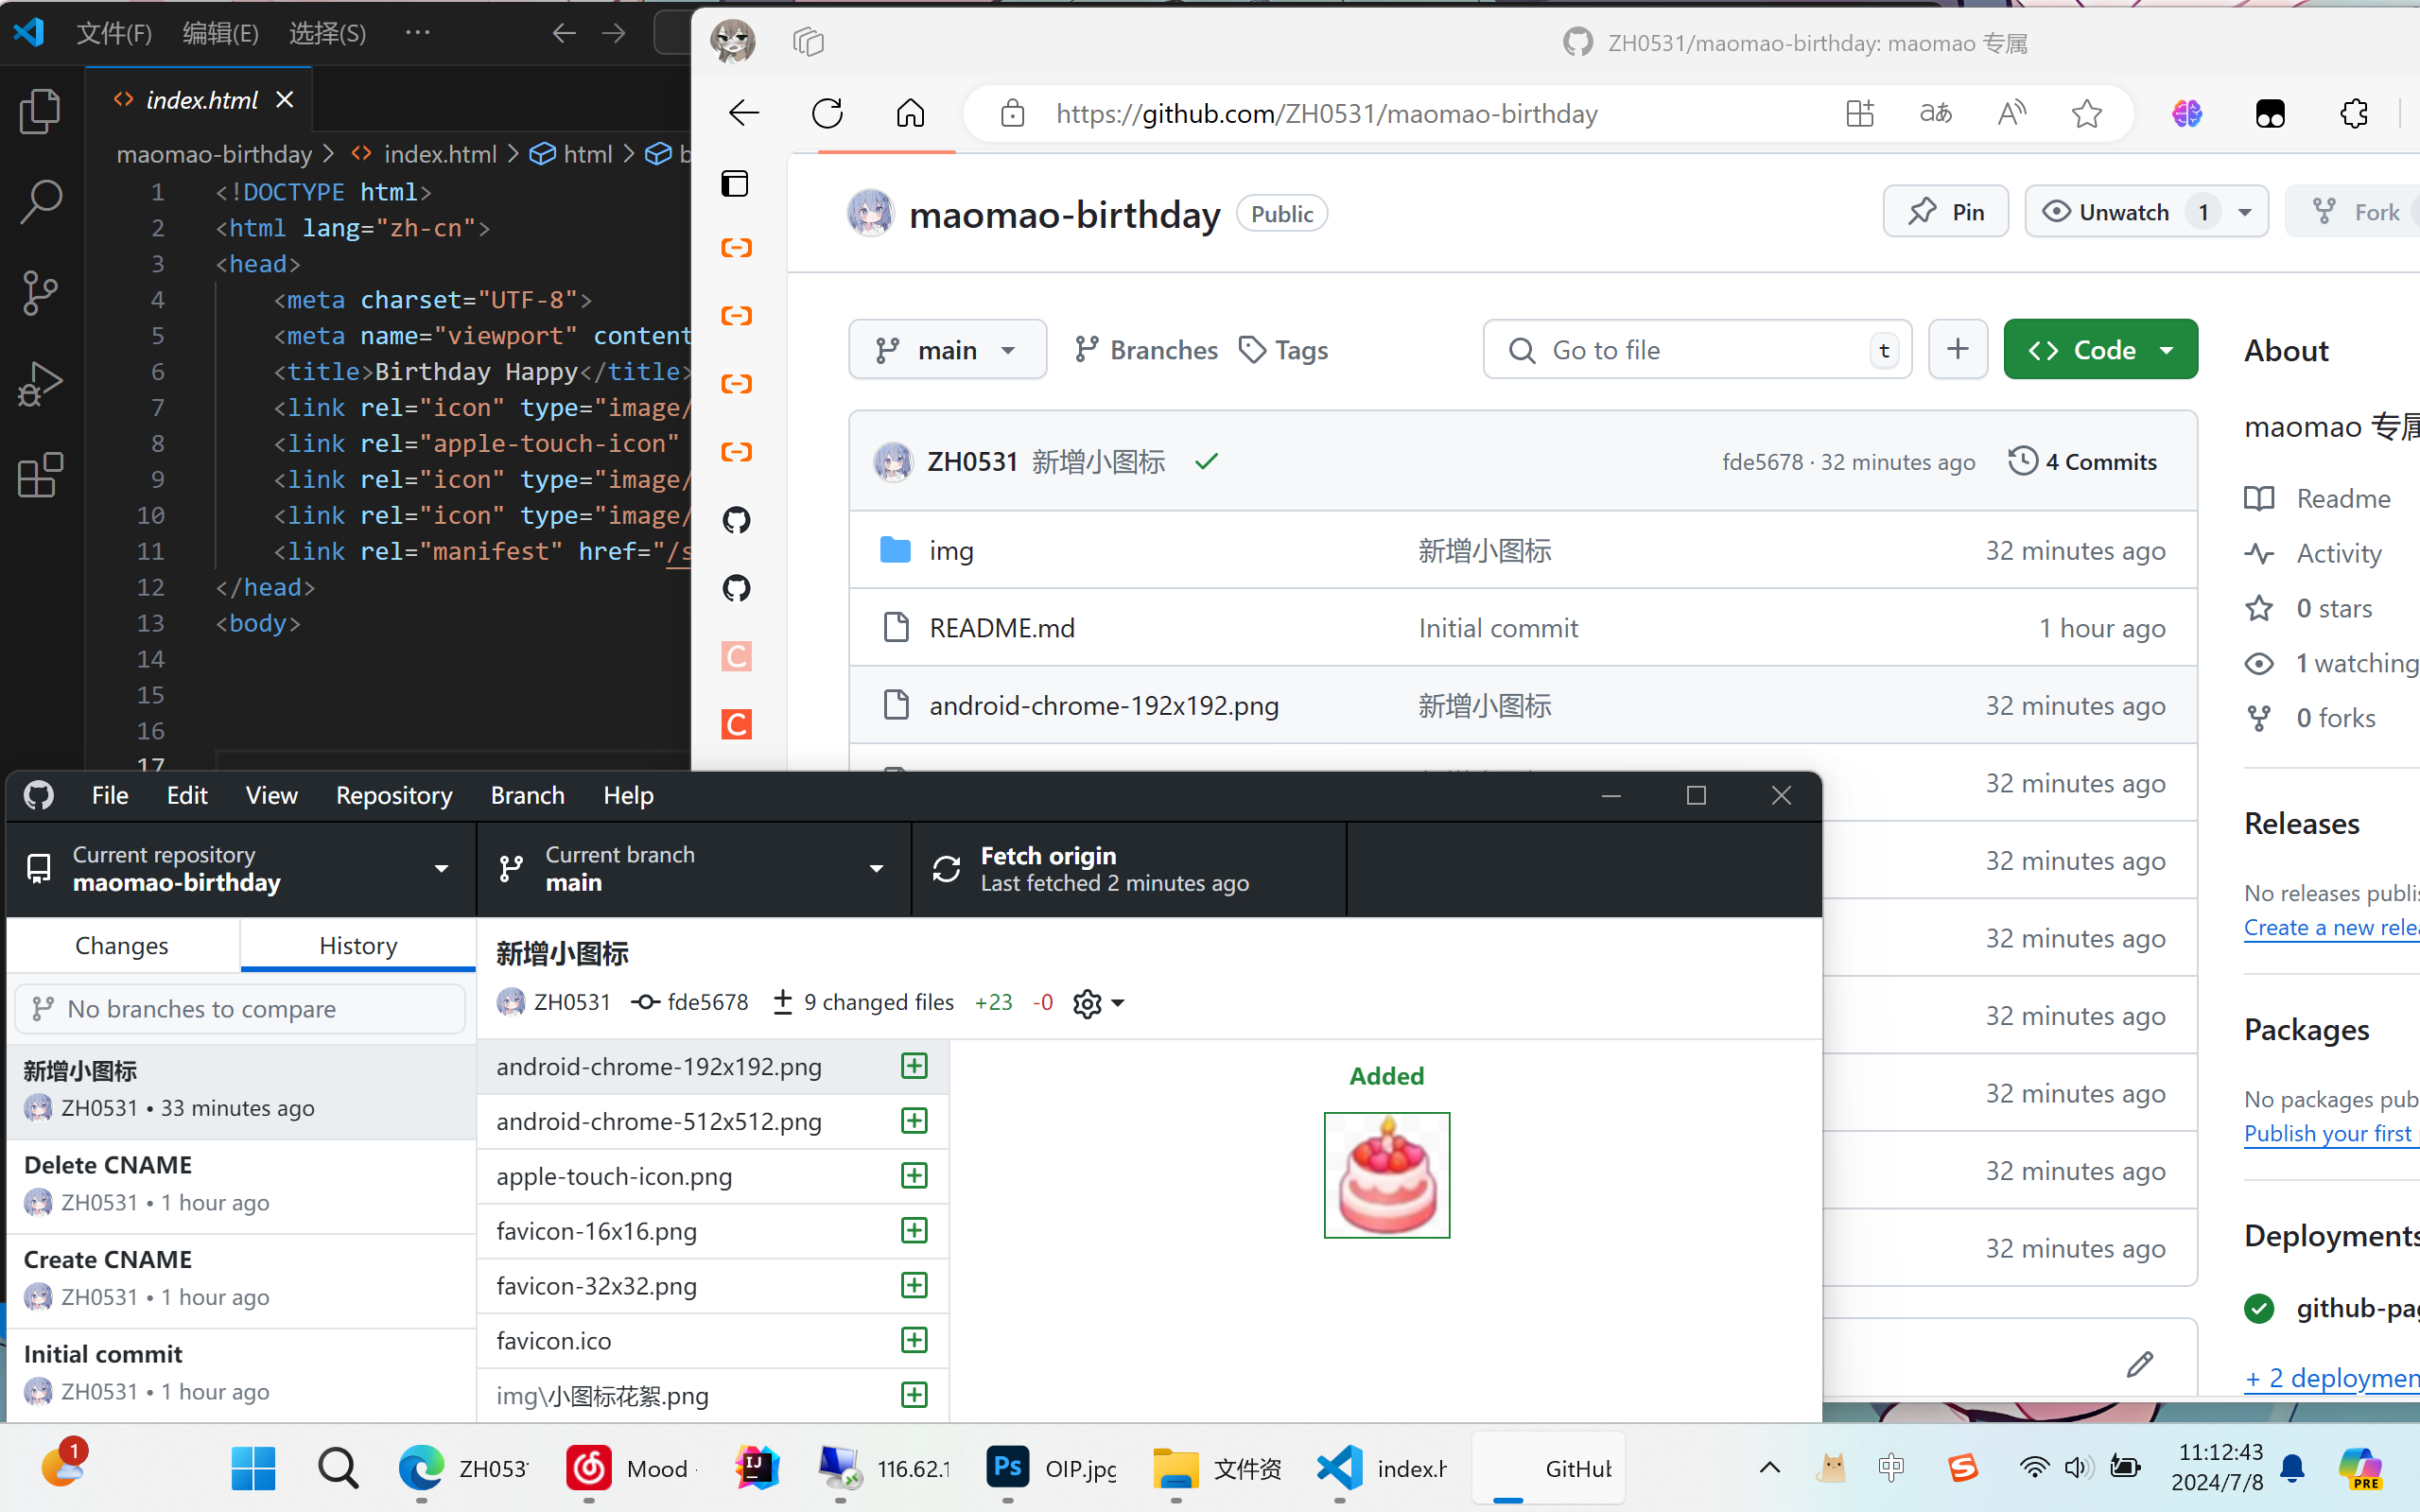 文件(F) 编辑(E) 选择(S) ···
index.html
maomao-birthday > index.html > html > b
1 <!DOCTYPE html>
2 <html lang="zh-cn">
3 <head>
4 <meta charset="UTF-8">
5 <meta name="viewport" content
6 <title>Birthday Happy</title>
7 <link rel="icon" type="image/
8 <link rel="apple-touch-icon"
9 <link rel="icon" type="image/
10 <link rel="icon" type="image/
11 <link rel="manifest" href="/s
12 </head>
13 <body>
14
15
16
17
ZH0531/maomao-birthday: maomao 专属
https://github.com/ZH0531/maomao-birthday
maomao-birthday Public
Pin Unwatch 1 Fork
main Branches Tags Go to file t + Code
ZH0531 新增小图标 fde5678 · 32 minutes ago 4 Commits
img 新增小图标 32 minutes ago
README.md Initial commit 1 hour ago
android-chrome-192x192.png 新增小图标 32 minutes ago
32 minutes ago
32 minutes ago
32 minutes ago
32 minutes ago
32 minutes ago
32 minutes ago
32 minutes ago
About
maomao 专属
Readme
Activity
0 stars
1 watching
0 forks
Releases
No releases publis
Create a new relea
Packages
No packages pub
Publish your first
Deployments
github-pag
+ 2 deploymen
File Edit View Repository Branch Help
Current repository
maomao-birthday
Current branch
main
Fetch origin
Last fetched 2 minutes ago
Changes History
No branches to compare
新增小图标
ZH0531 • 33 minutes ago
Delete CNAME
ZH0531 • 1 hour ago
Create CNAME
ZH0531 • 1 hour ago
Initial commit
ZH0531 • 1 hour ago
新增小图标
ZH0531 fde5678 9 changed files +23 -0
android-chrome-192x192.png
android-chrome-512x512.png
apple-touch-icon.png
favicon-16x16.png
favicon-32x32.png
favicon.ico
img\小图标花絮.png
Added
1
ZH053
Mood
IJ
116.62.1
Ps OIP.jpg
文件资
index.h
GitHub
中
S
11:12:43
2024/7/8
PRE